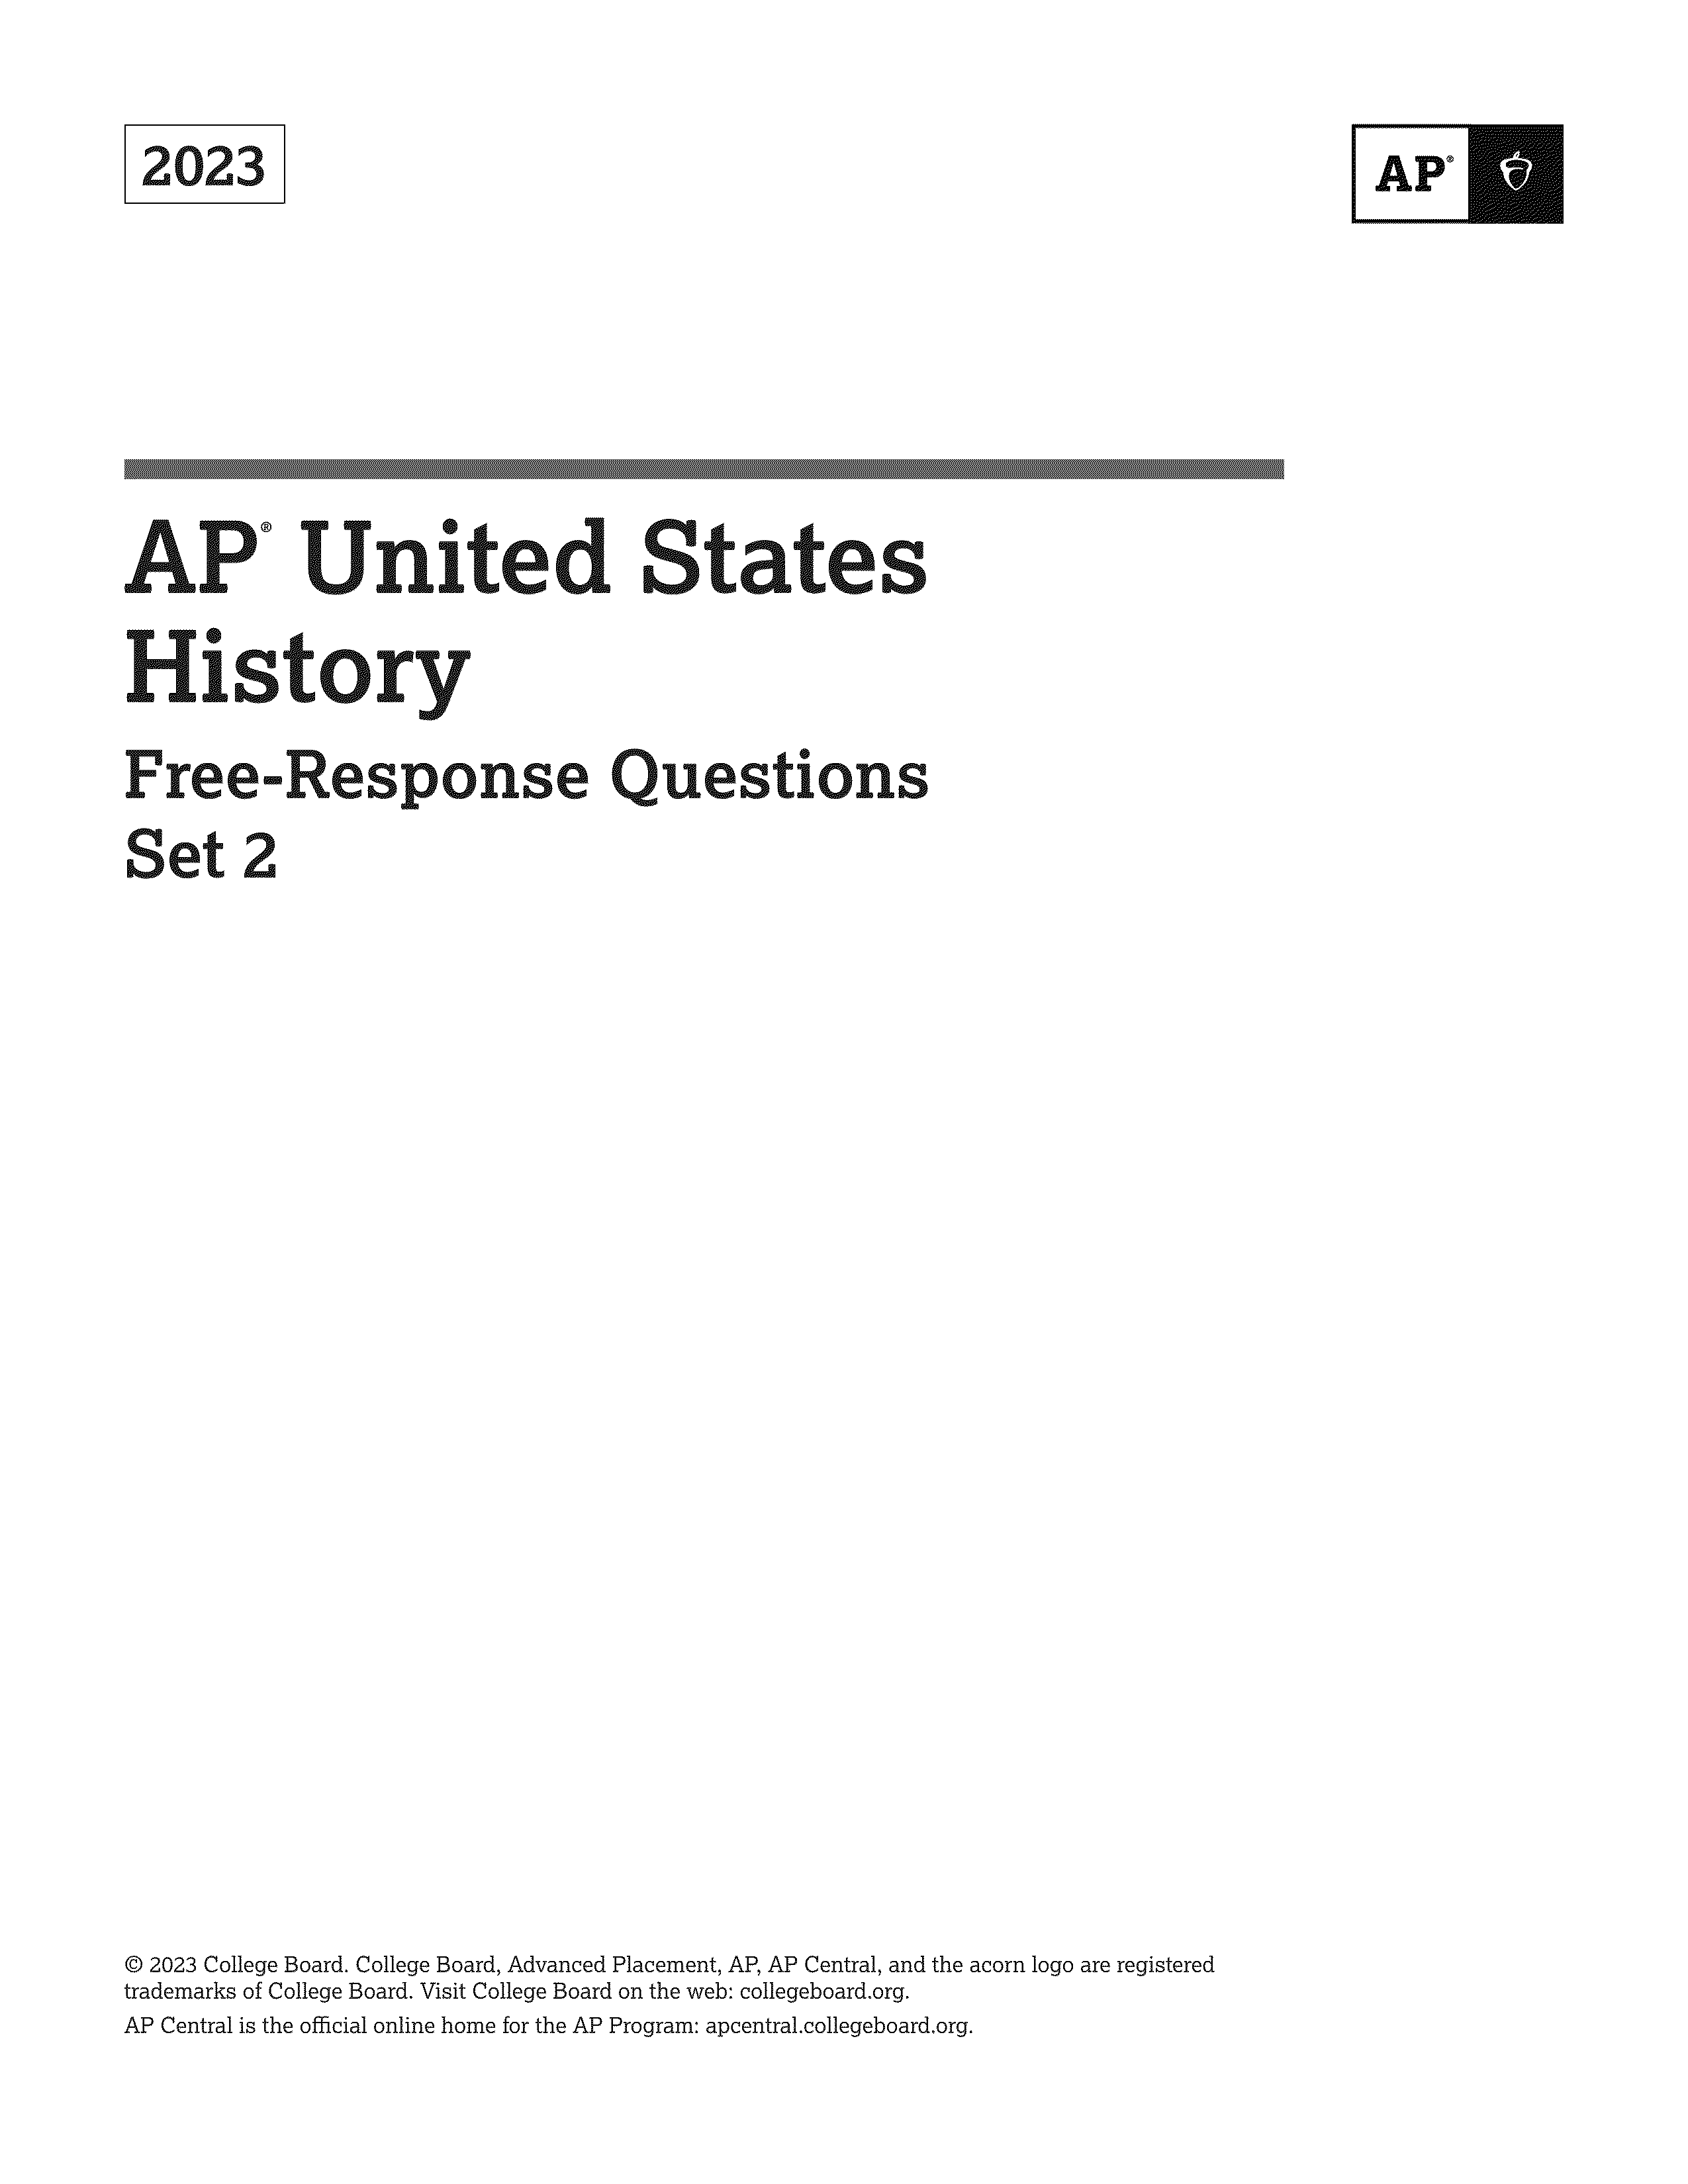 2023
AP®
AP® United States
History
Free-Response Questions
Set 2
© 2023 College Board. College Board, Advanced Placement, AP, AP Central, and the acorn logo are registered
trademarks of College Board. Visit College Board on the web: collegeboard.org.
AP Central is the official online home for the AP Program: apcentral.collegeboard.org.